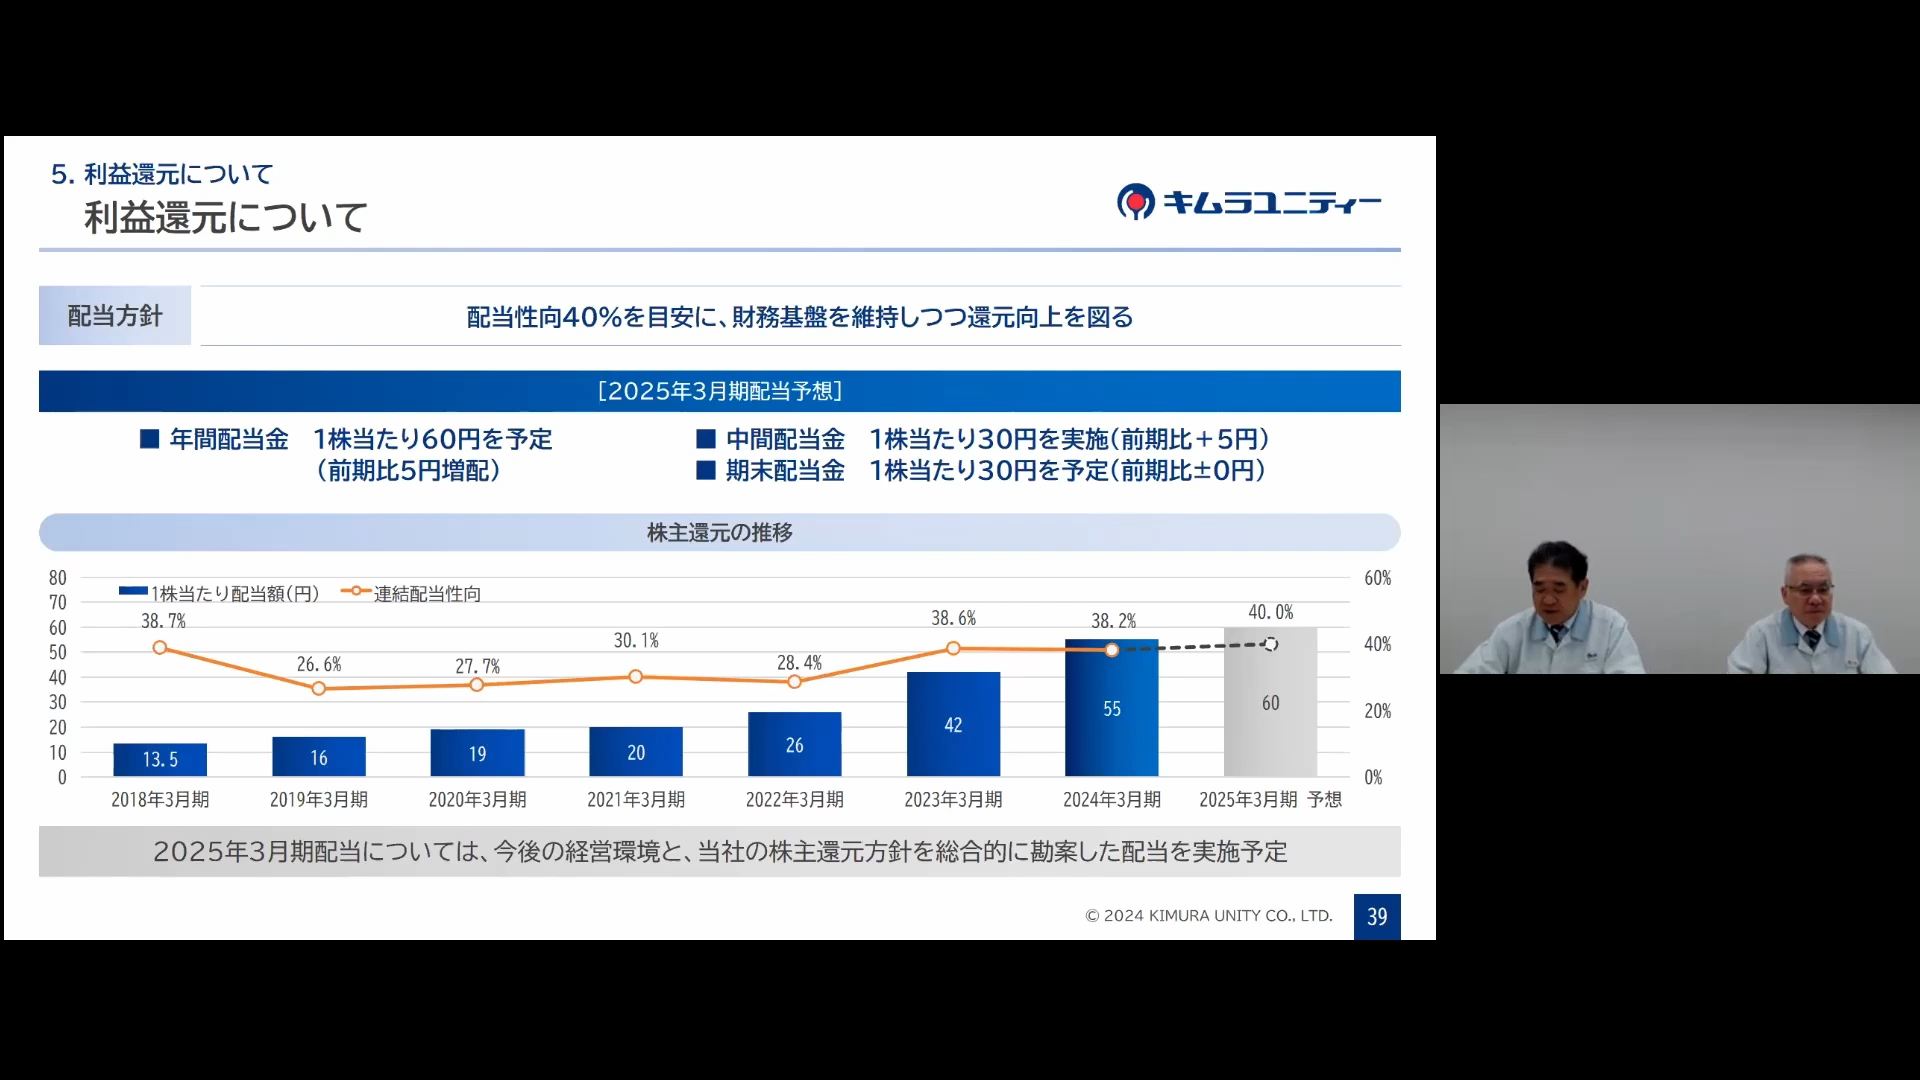 5. 利益還元について
利益還元について
キムラユニティー
配当方針
配当性向40%を目安に、財務基盤を維持しつつ還元向上を図る
[2025年3月期配当予想]
■ 年間配当金 1株当たり60円を予定
（前期比5円増配）
■ 中間配当金 1株当たり30円を実施（前期比＋5円）
■ 期末配当金 1株当たり30円を予定（前期比±0円）
株主還元の推移
80
70
60
50
40
30
20
10
0
60%
40%
20%
0%
1株当たり配当額(円) 連結配当性向
38.7%
26.6%
27.7%
30.1%
28.4%
38.6%
38.2%
40.0%
13.5
16
19
20
26
42
55
60
2018年3月期 2019年3月期 2020年3月期 2021年3月期 2022年3月期 2023年3月期 2024年3月期 2025年3月期 予想
2025年3月期配当については、今後の経営環境と、当社の株主還元方針を総合的に勘案した配当を実施予定
© 2024 KIMURA UNITY CO., LTD.
39